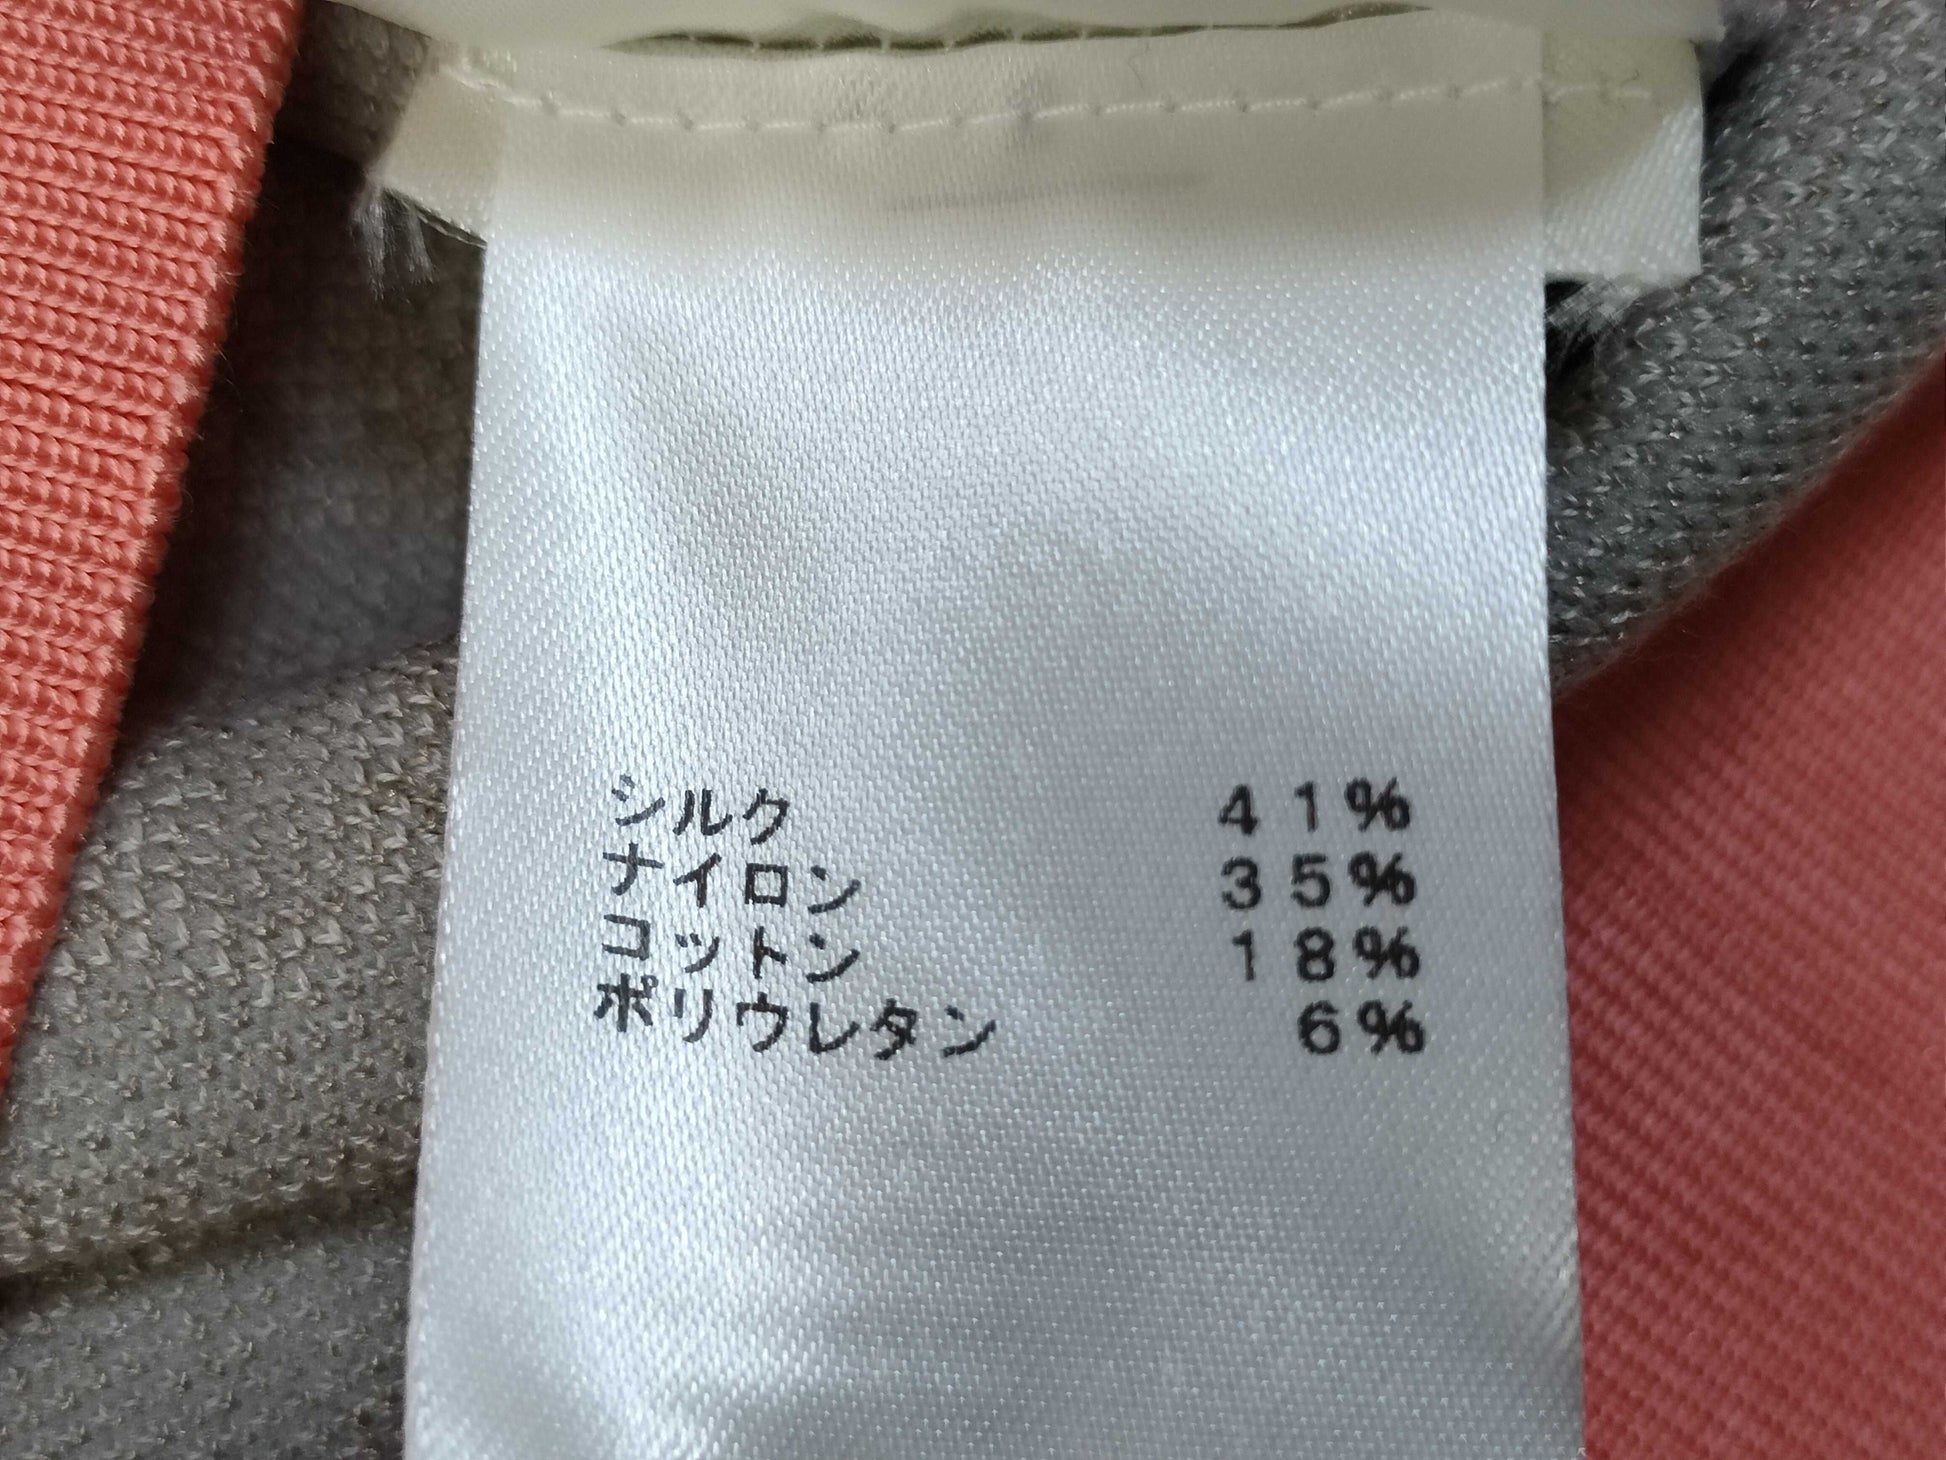 シルク 41%
ナイロン 35%
コットン 18%
ポリウレタン 6%